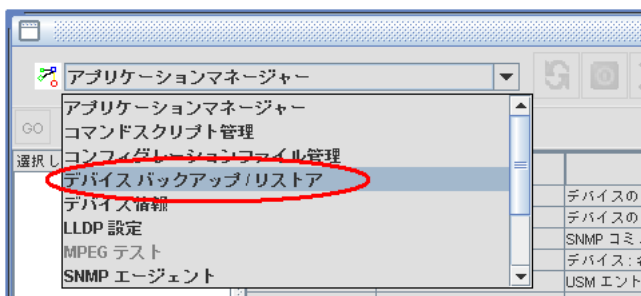 アプリケーションマネージャー
アプリケーションマネージャー
GO
コマンドスクリプト管理
選択し
コンフィグレーションファイル管理
デバイス バックアップ / リストア
デバイス情報
デバイスの
LLDP 設定
デバイスの
MPEG テスト
SNMP コミ
SNMP エージェント
デバイス:
USM エント